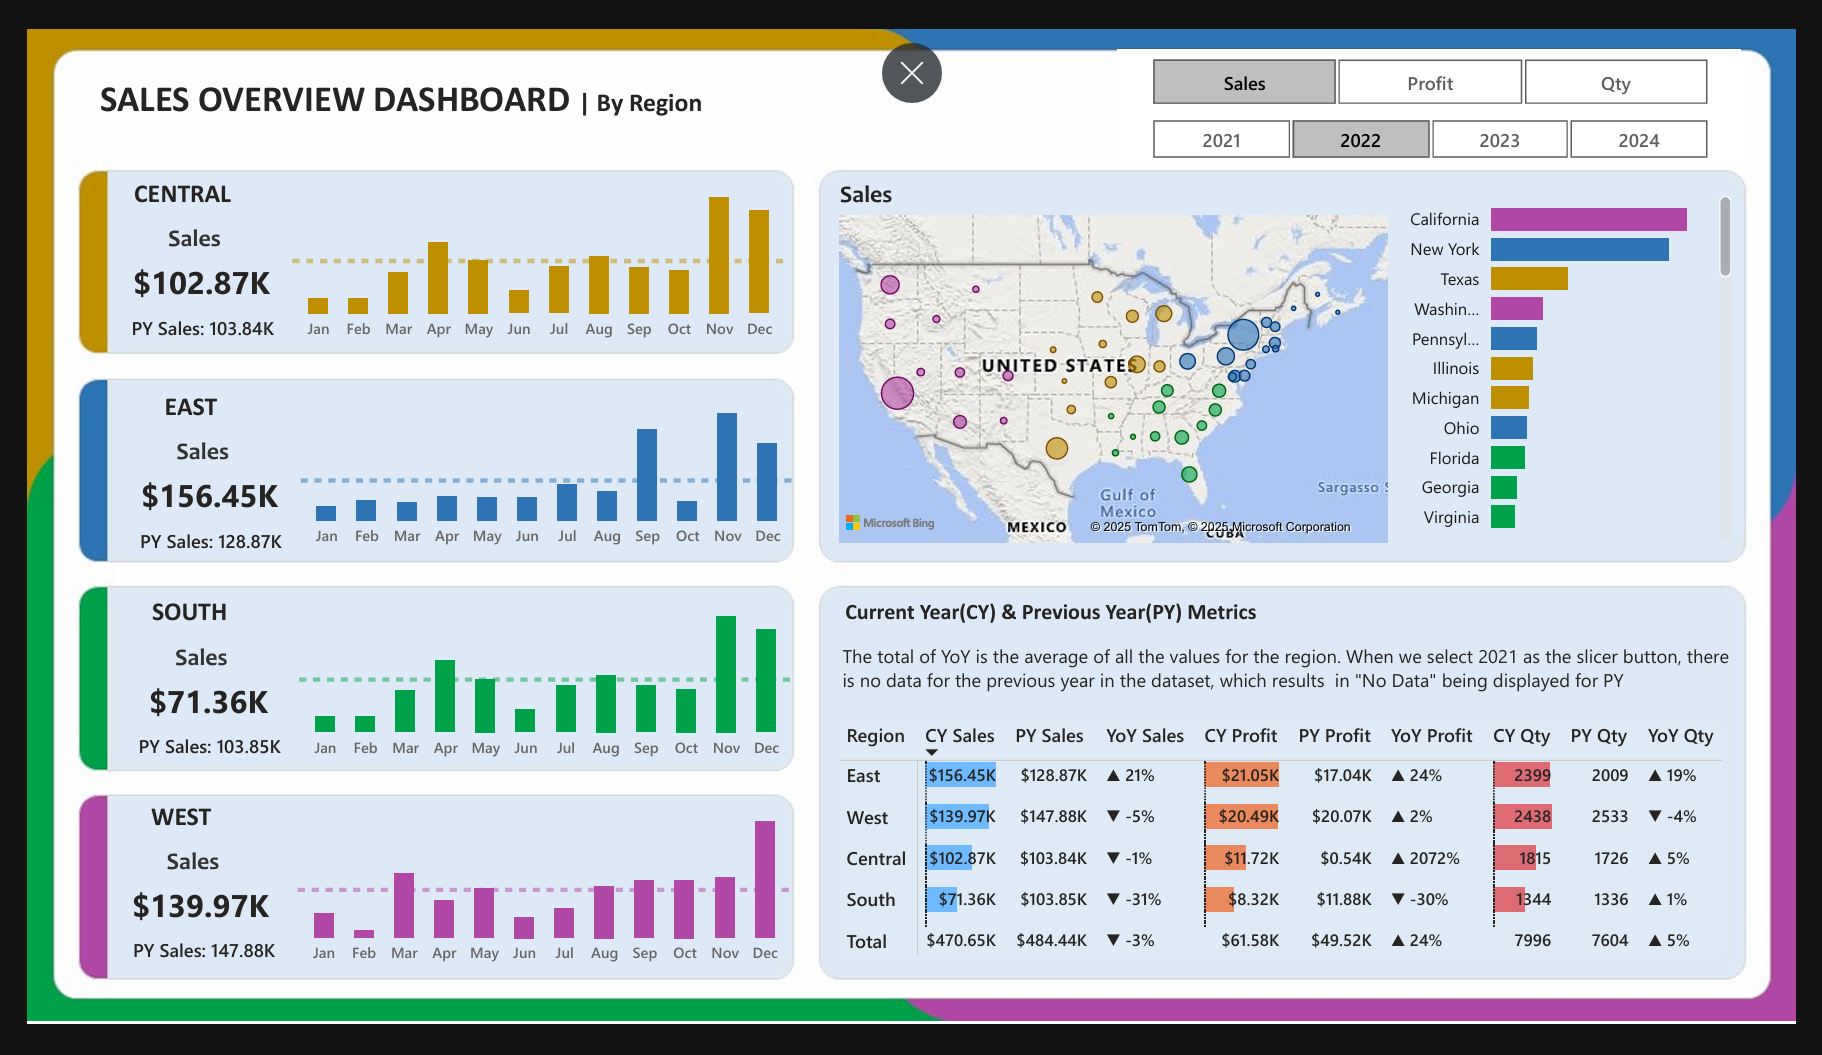 SALES OVERVIEW DASHBOARD | By Region
Sales Profit Qty
2021 2022 2023 2024
CENTRAL
Sales
$102.87K
PY Sales: 103.84K
Jan Feb Mar Apr May Jun Jul Aug Sep Oct Nov Dec
EAST
Sales
$156.45K
PY Sales: 128.87K
Jan Feb Mar Apr May Jun Jul Aug Sep Oct Nov Dec
SOUTH
Sales
$71.36K
PY Sales: 103.85K
Jan Feb Mar Apr May Jun Jul Aug Sep Oct Nov Dec
WEST
Sales
$139.97K
PY Sales: 147.88K
Jan Feb Mar Apr May Jun Jul Aug Sep Oct Nov Dec
Sales
UNITED STATES
Gulf of
Mexico
Sargasso S
MEXICO
CUBA
Microsoft Bing
© 2025 TomTom, © 2025 Microsoft Corporation
California
New York
Texas
Washin...
Pennsyl...
Illinois
Michigan
Ohio
Florida
Georgia
Virginia
Current Year(CY) & Previous Year(PY) Metrics
The total of YoY is the average of all the values for the region. When we select 2021 as the slicer button, there
is no data for the previous year in the dataset, which results in "No Data" being displayed for PY
Region CY Sales PY Sales YoY Sales CY Profit PY Profit YoY Profit CY Qty PY Qty YoY Qty
East $156.45K $128.87K ▲ 21% $21.05K $17.04K ▲ 24% 2399 2009 ▲ 19%
West $139.97K $147.88K ▼ -5% $20.49K $20.07K ▲ 2% 2438 2533 ▼ -4%
Central $102.87K $103.84K ▼ -1% $11.72K $0.54K ▲ 2072% 1815 1726 ▲ 5%
South $71.36K $103.85K ▼ -31% $8.32K $11.88K ▼ -30% 1344 1336 ▲ 1%
Total $470.65K $484.44K ▼ -3% $61.58K $49.52K ▲ 24% 7996 7604 ▲ 5%